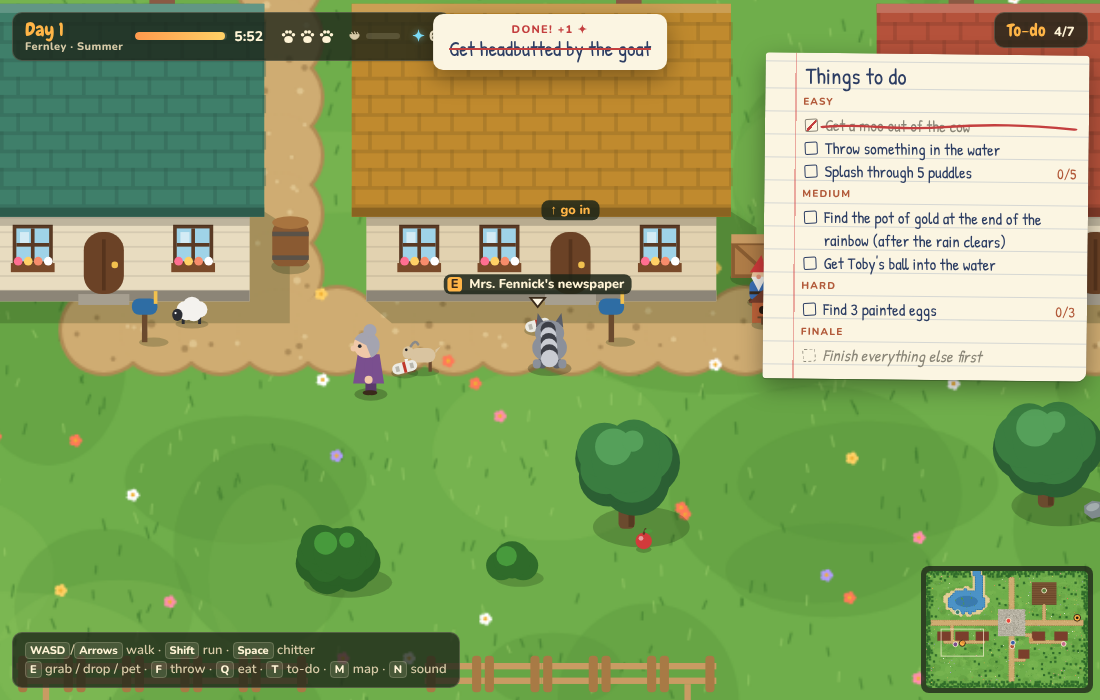 Day 1
Fernley · Summer
5:52
DONE! +1
Get headbutted by the goat
To-do 4/7
Things to do
EASY
Get a moo out of the cow
Throw something in the water
Splash through 5 puddles 0/5
MEDIUM
Find the pot of gold at the end of the
rainbow (after the rain clears)
Get Toby's ball into the water
HARD
Find 3 painted eggs 0/3
FINALE
Finish everything else first
↑ go in
E Mrs. Fennick's newspaper
WASD/Arrows walk · Shift run · Space chitter
E grab / drop / pet · F throw · Q eat · T to-do · M map · N sound